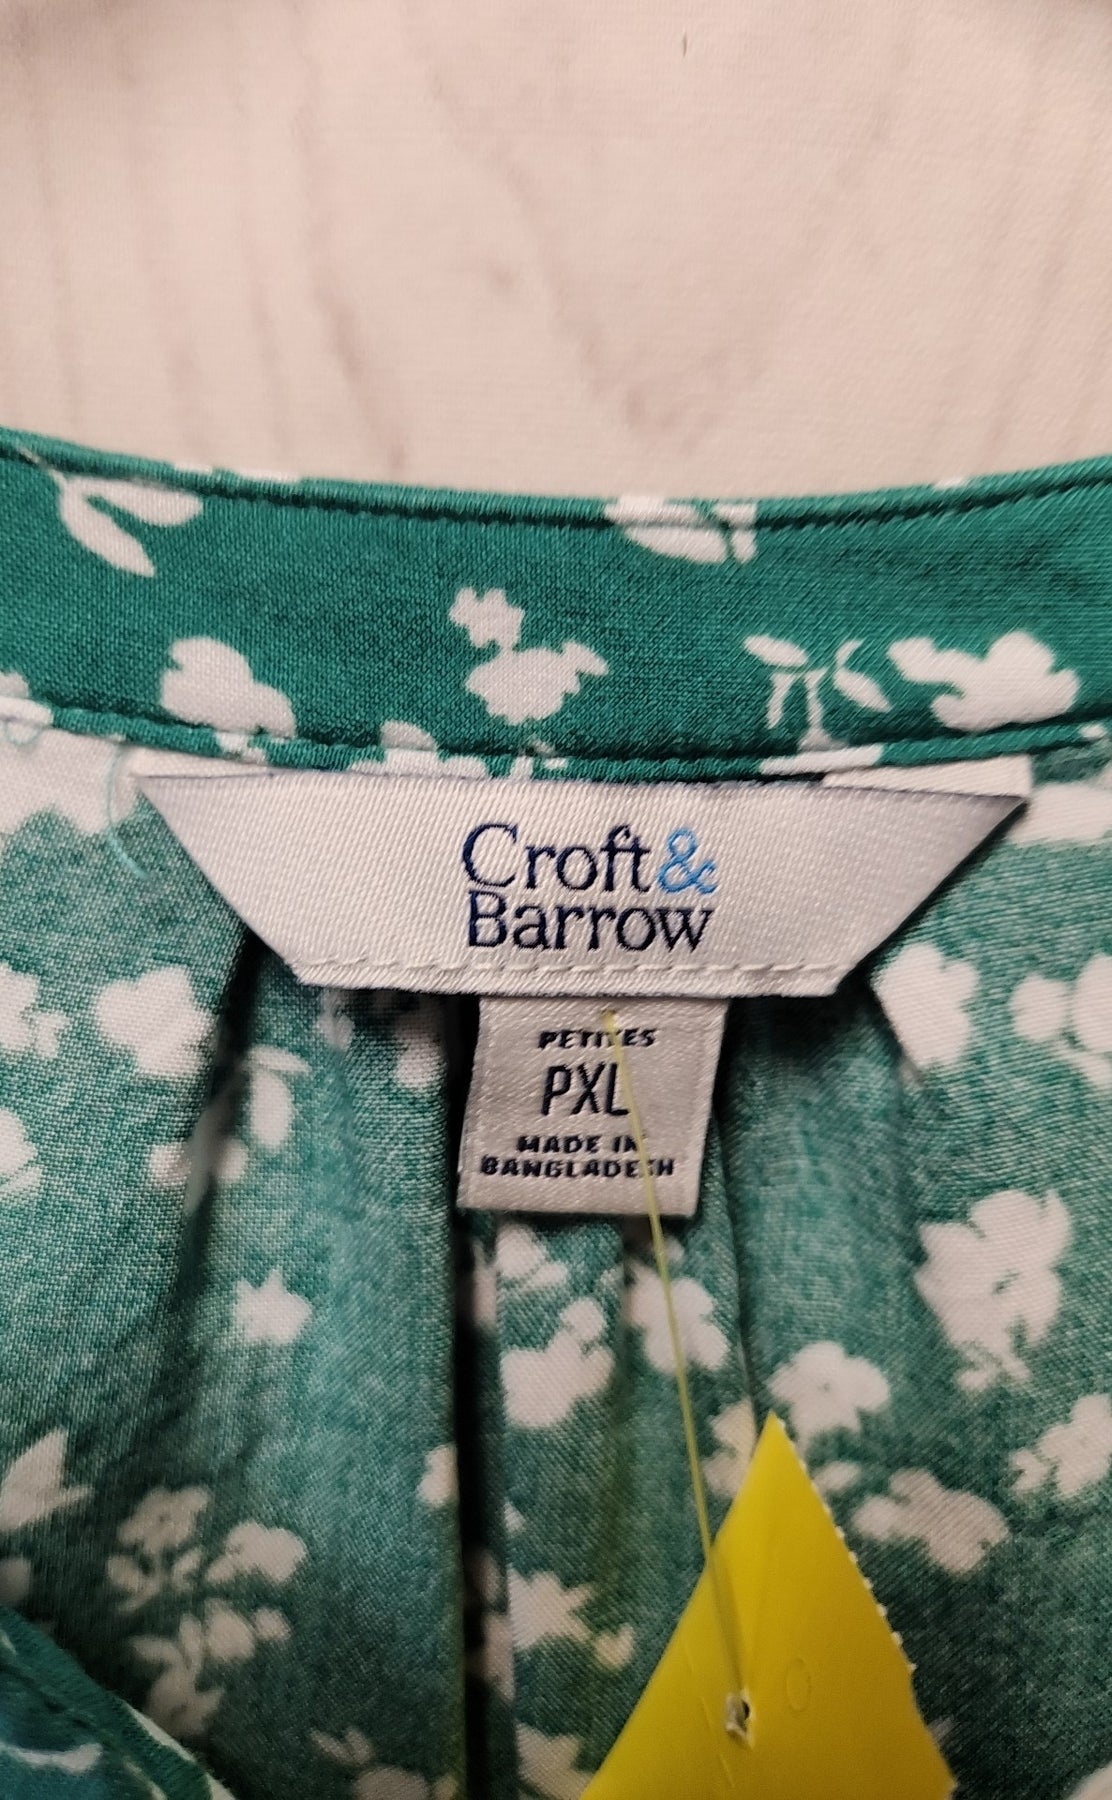 Croft&
Barrow
PETITES
PXL
MADE IN
BANGLADESH